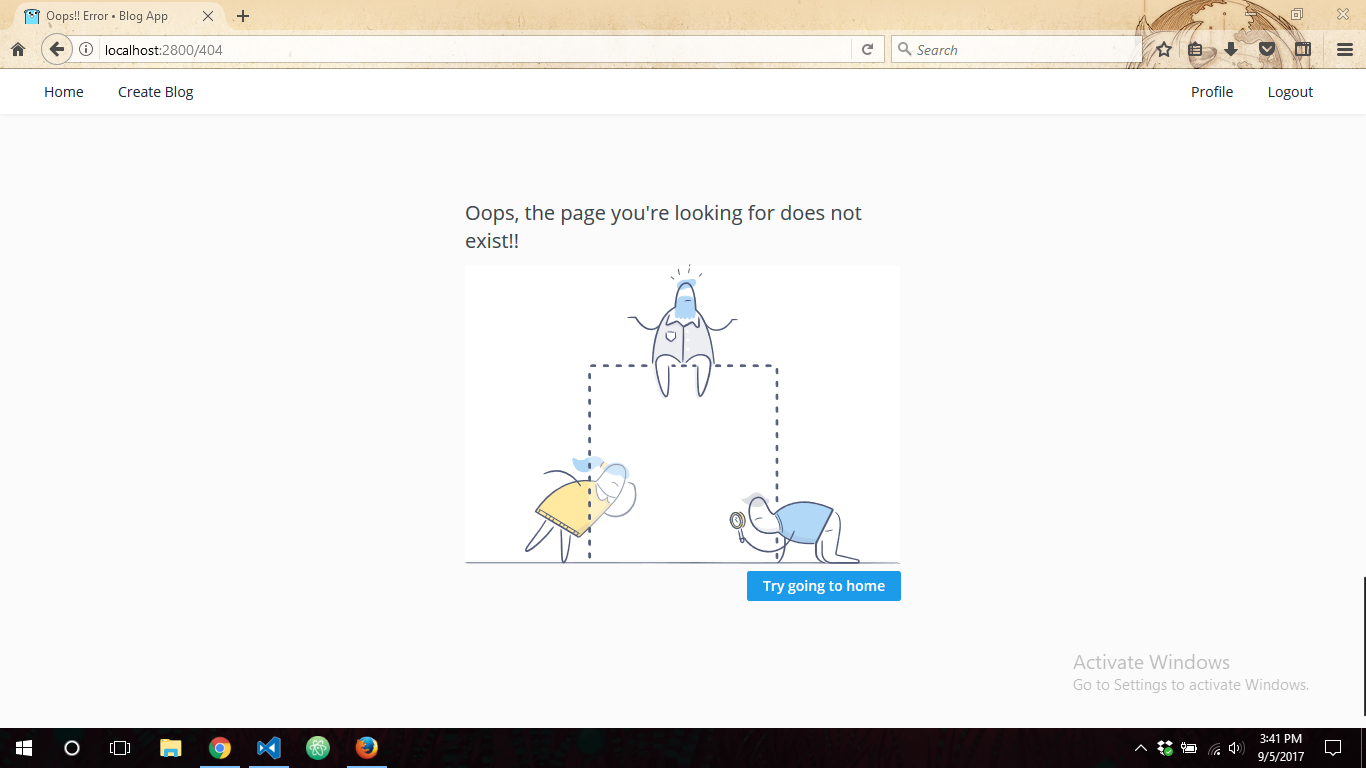 Oops!! Error • Blog App
localhost:2800/404
Search
Home
Create Blog
Profile
Logout
Oops, the page you're looking for does not
exist!!
Try going to home
Activate Windows
Go to Settings to activate Windows.
3:41 PM
9/5/2017